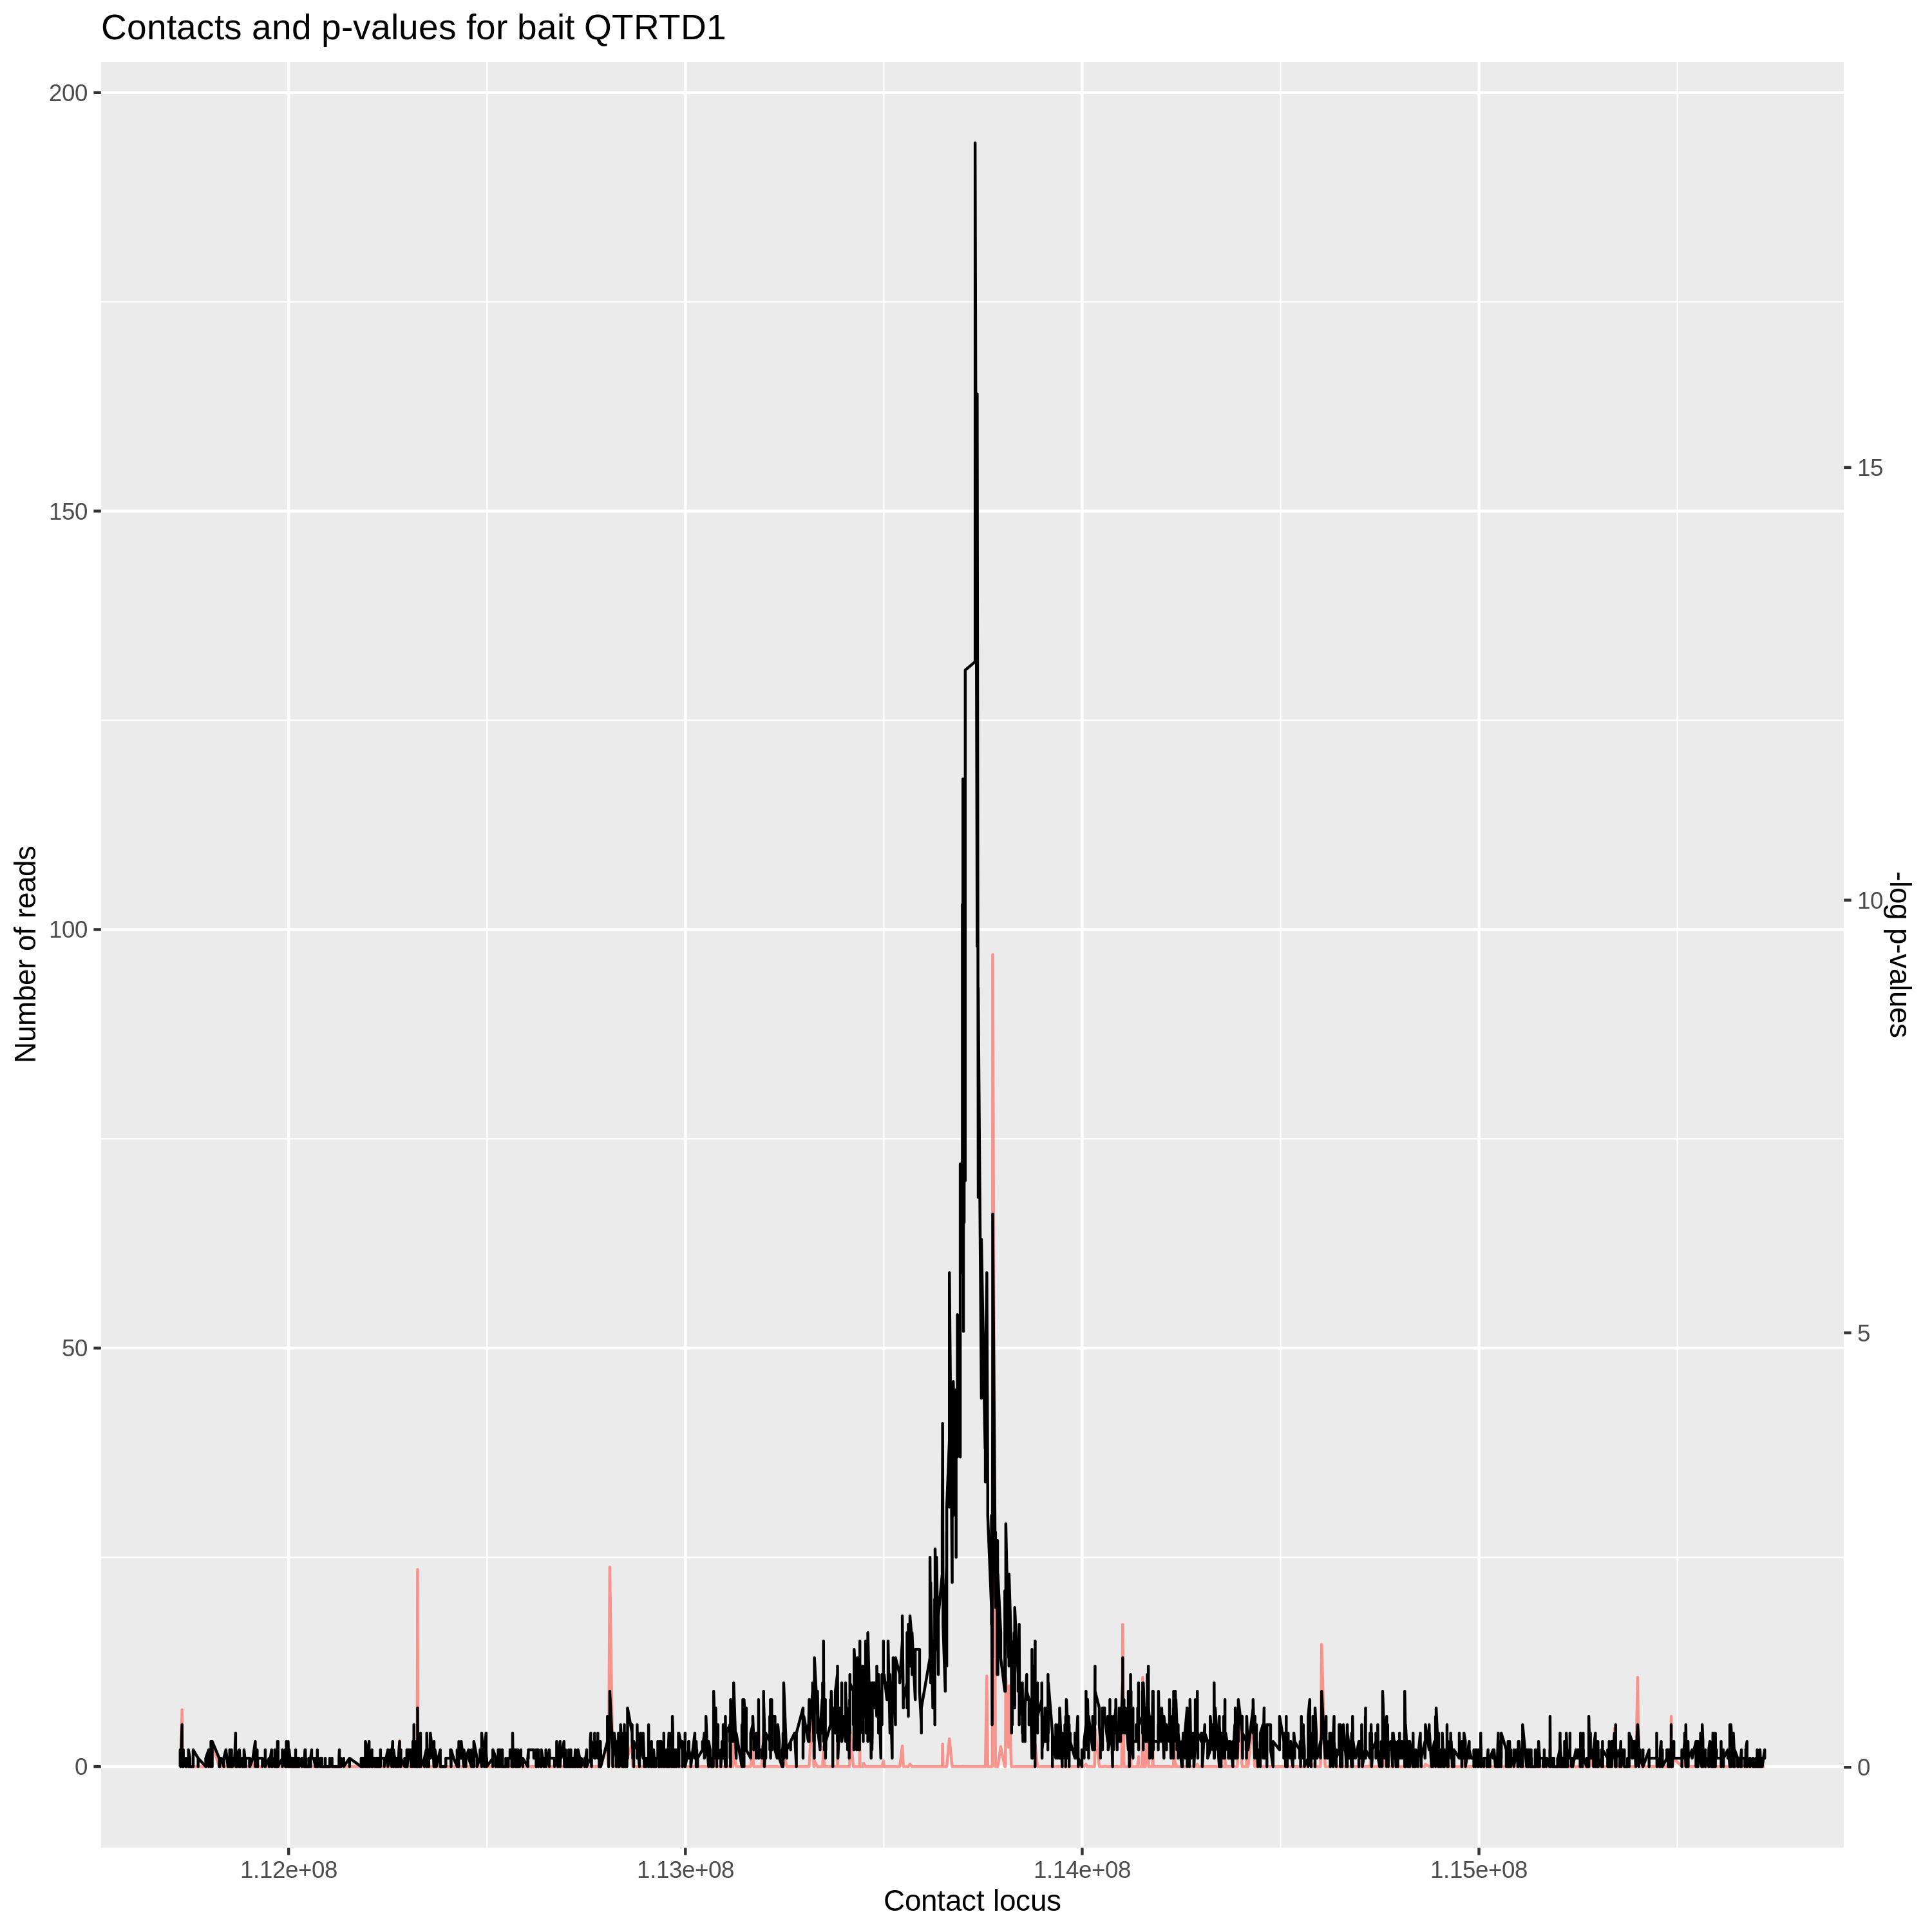 Contacts and p-values for bait QTRTD1
200
150
100
50
0
15
10
5
0
Number of reads
-log p-values
1.12e+08
1.13e+08
1.14e+08
1.15e+08
Contact locus